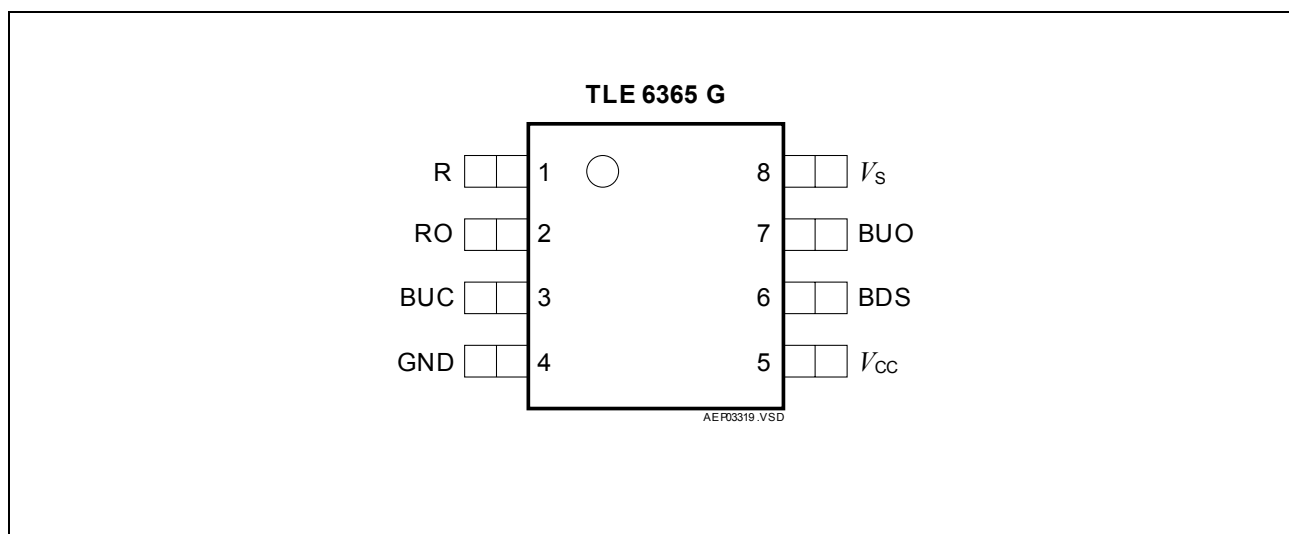 TLE 6365 G
R 1 8 VS
RO 2 7 BUO
BUC 3 6 BDS
GND 4 5 VCC
AEP03319.VSD